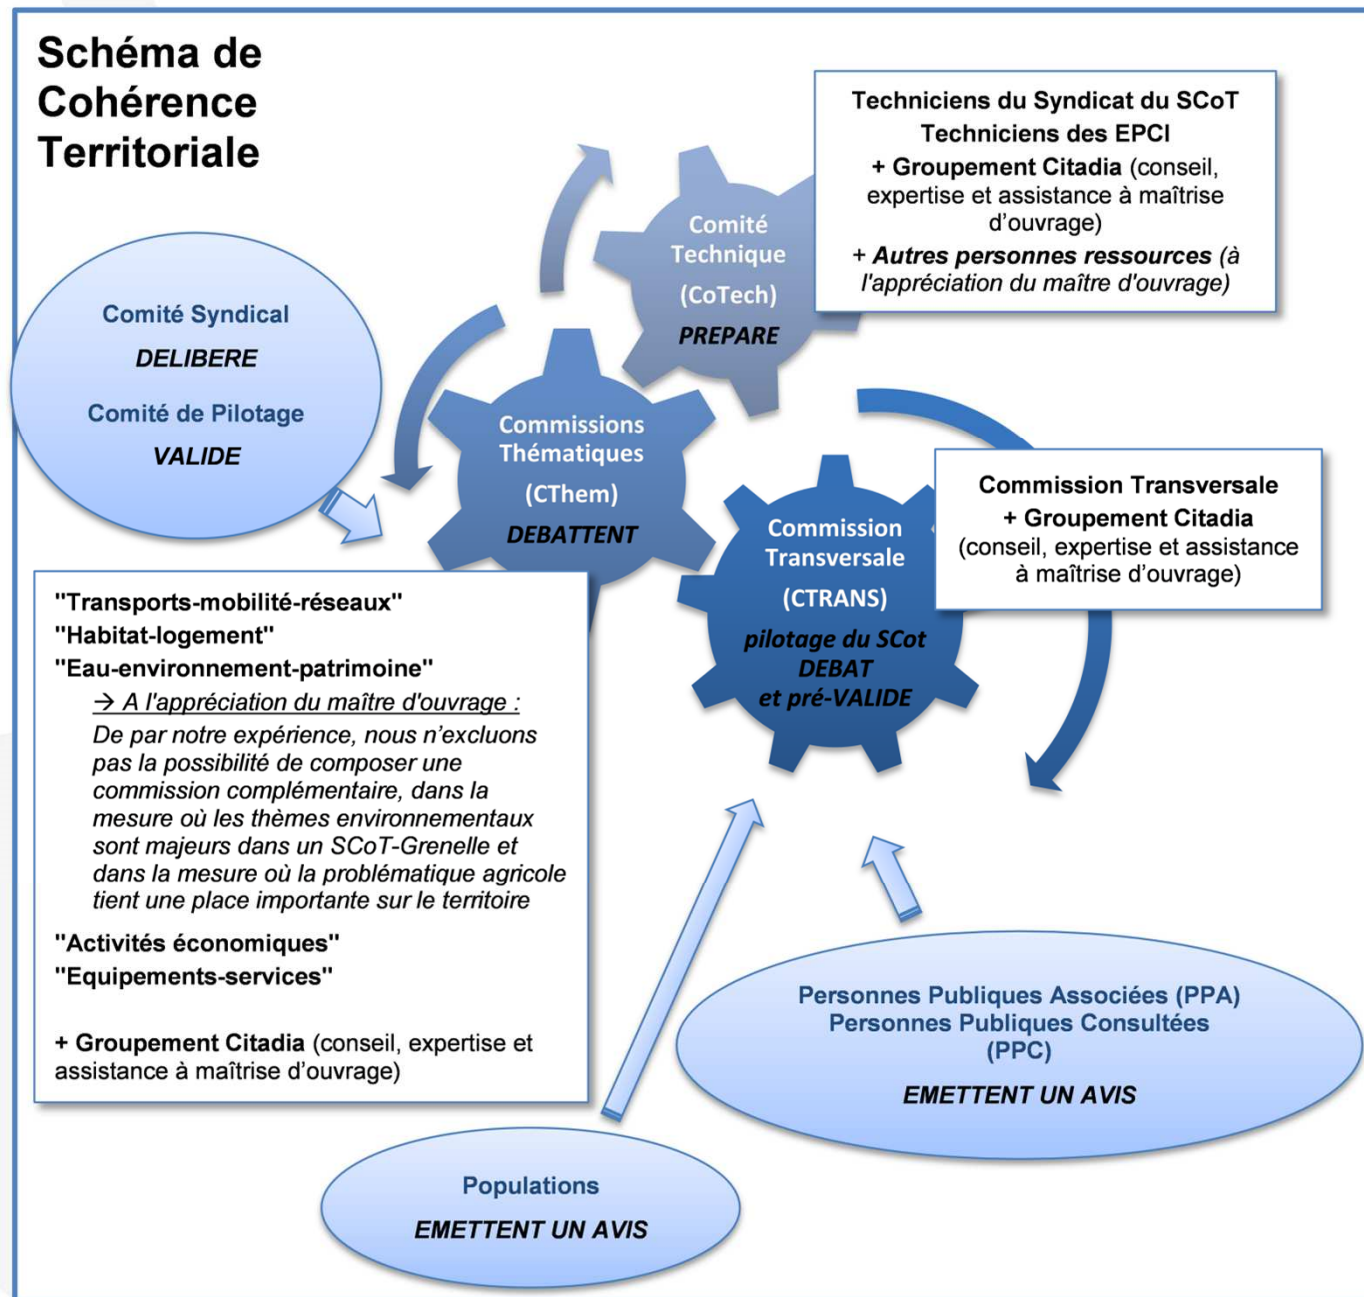 Schéma de
Cohérence
Territoriale
Techniciens du Syndicat du SCoT
Techniciens des EPCI
+ Groupement Citadia (conseil,
expertise et assistance à maîtrise
d'ouvrage)
+ Autres personnes ressources (à
l'appréciation du maître d'ouvrage)
Comité
Technique
(CoTech)
PREPARE
Comité Syndical
DELIBERE
Comité de Pilotage
VALIDE
Commissions
Thématiques
(CThem)
DEBATTENT
Commission Transversale
+ Groupement Citadia
(conseil, expertise et assistance
à maîtrise d'ouvrage)
Commission
Transversale
(CTRANS)
pilotage du SCot
DEBAT
et pré-VALIDE
"Transports-mobilité-réseaux"
"Habitat-logement"
"Eau-environnement-patrimoine"
→ A l'appréciation du maître d'ouvrage :
De par notre expérience, nous n'excluons
pas la possibilité de composer une
commission complémentaire, dans la
mesure où les thèmes environnementaux
sont majeurs dans un SCoT-Grenelle et
dans la mesure où la problématique agricole
tient une place importante sur le territoire
"Activités économiques"
"Equipements-services"
+ Groupement Citadia (conseil, expertise et
assistance à maîtrise d'ouvrage)
Personnes Publiques Associées (PPA)
Personnes Publiques Consultées
(PPC)
EMETTENT UN AVIS
Populations
EMETTENT UN AVIS